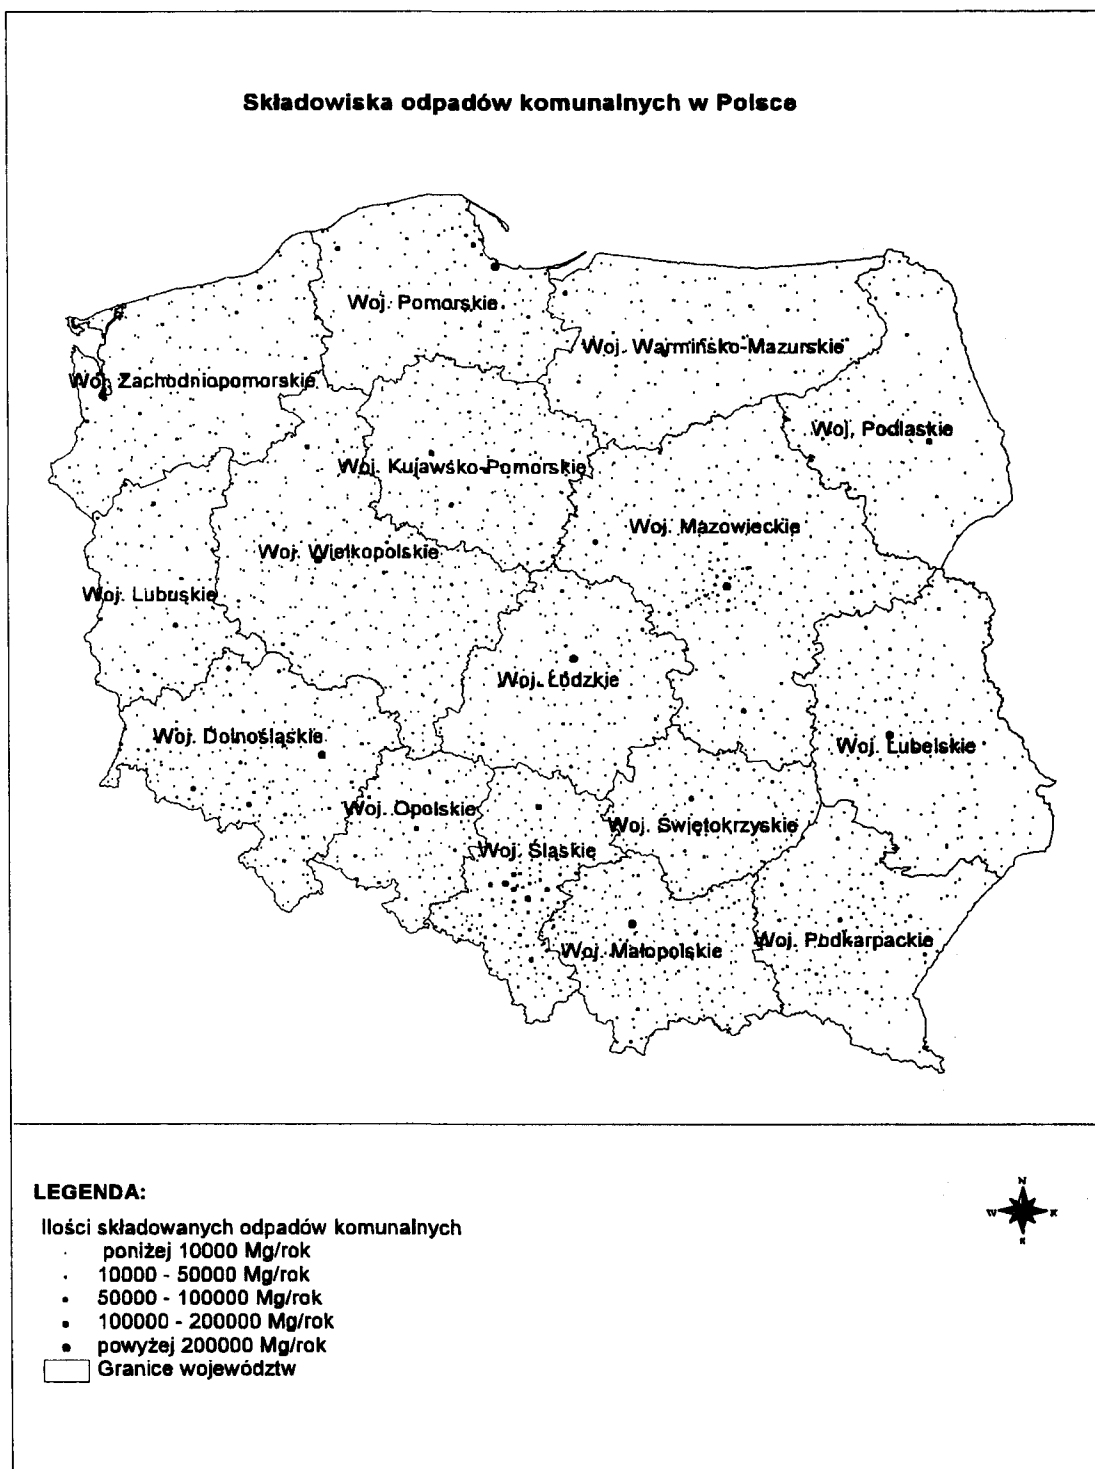 Składowiska odpadów komunalnych w Polsce
Woj. Pomorskie
Woj. Warmińsko-Mazurskie
Woj. Zachodniopomorskie
Woj, Podlaskie
Woj. Kujawsko-Pomorskie
Woj. Mazowieckie
Woj. Wielkopolskie
Woj. Lubuskie
Woj. Łódzkie
Woj. Dolnośląskie
Woj. Lubelskie
Woj. Opolskie
Woj. Świętokrzyskie
Woj. Śląskie
Woj. Podkarpackie
Woj. Małopolskie
LEGENDA:
Ilości składowanych odpadów komunalnych
poniżej 10000 Mg/rok
10000 - 50000 Mg/rok
50000 - 100000 Mg/rok
100000 - 200000 Mg/rok
powyżej 200000 Mg/rok
Granice województw
N
W